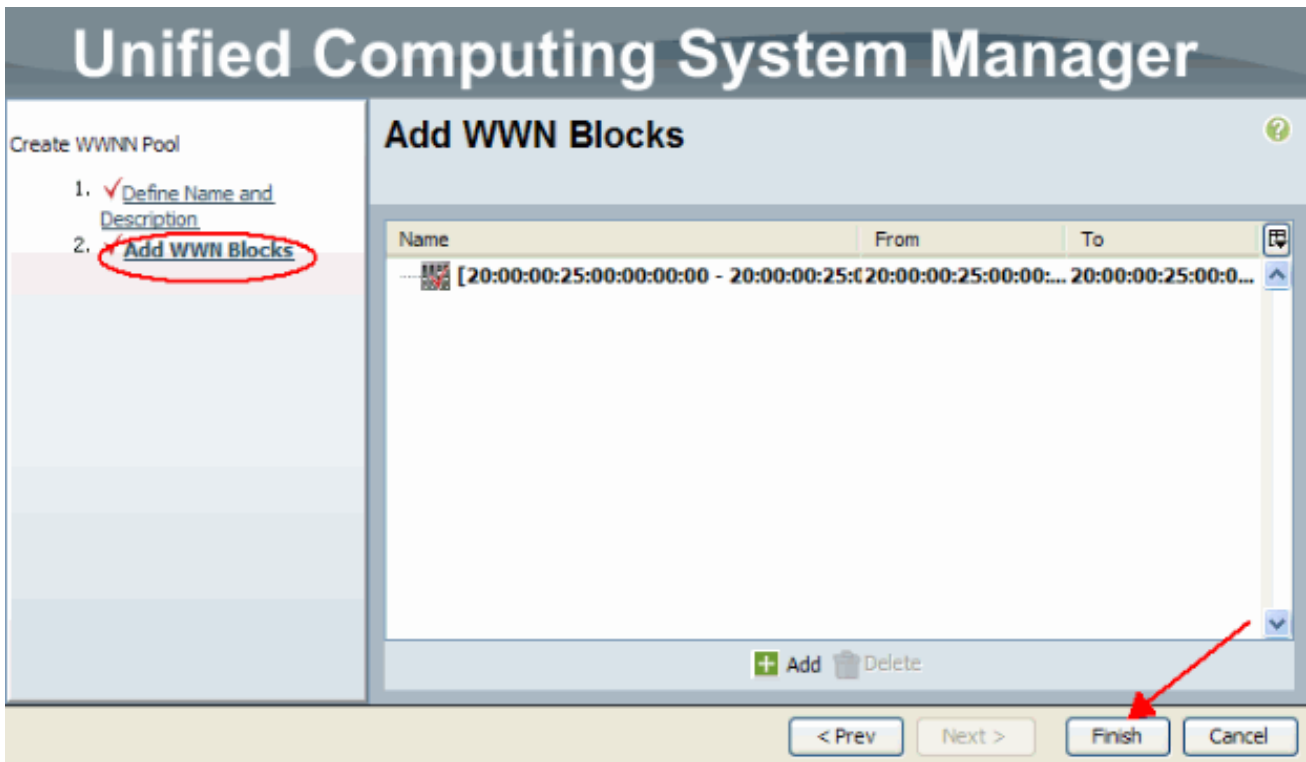 Unified Computing System Manager
Create WWNN Pool
1. Define Name and
Description
2. Add WWN Blocks
Add WWN Blocks
?
Name From To
[20:00:00:25:00:00:00:00 - 20:00:00:25:0 20:00:00:25:00:00:... 20:00:00:25:00:0...
Add Delete
< Prev Next > Finish Cancel